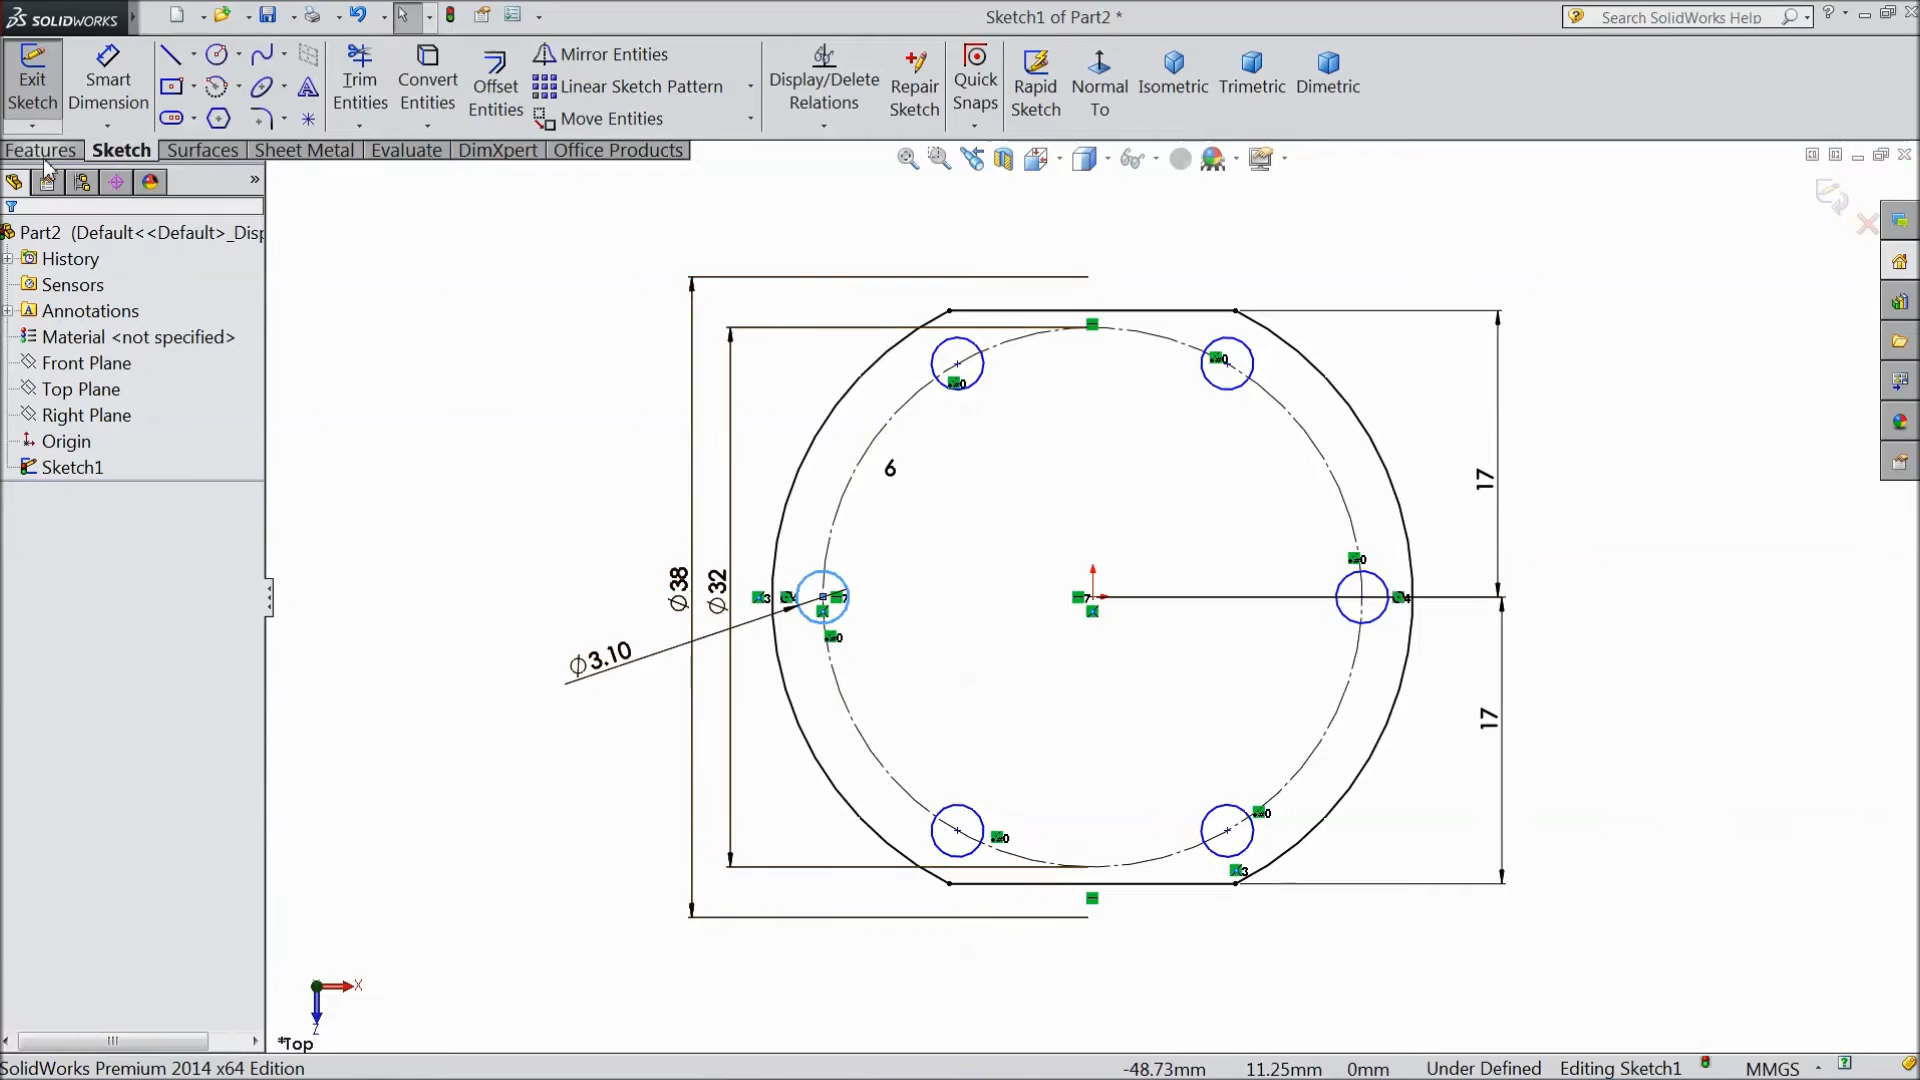 SOLIDWORKS
Sketch1 of Part2 *
Search SolidWorks Help
Exit Sketch
Smart Dimension
Trim Entities
Convert Entities
Offset Entities
Mirror Entities
Linear Sketch Pattern
Move Entities
Display/Delete Relations
Repair Sketch
Quick Snaps
Rapid Sketch
Normal To
Isometric
Trimetric
Dimetric
Features
Sketch
Surfaces
Sheet Metal
Evaluate
DimXpert
Office Products
Part2 (Default<<Default>_Disp
History
Sensors
Annotations
Material <not specified>
Front Plane
Top Plane
Right Plane
Origin
Sketch1
∅38
∅32
∅3.10
6
17
17
X
Z
*Top
SolidWorks Premium 2014 x64 Edition
-48.73mm
11.25mm
0mm
Under Defined
Editing Sketch1
MMGS